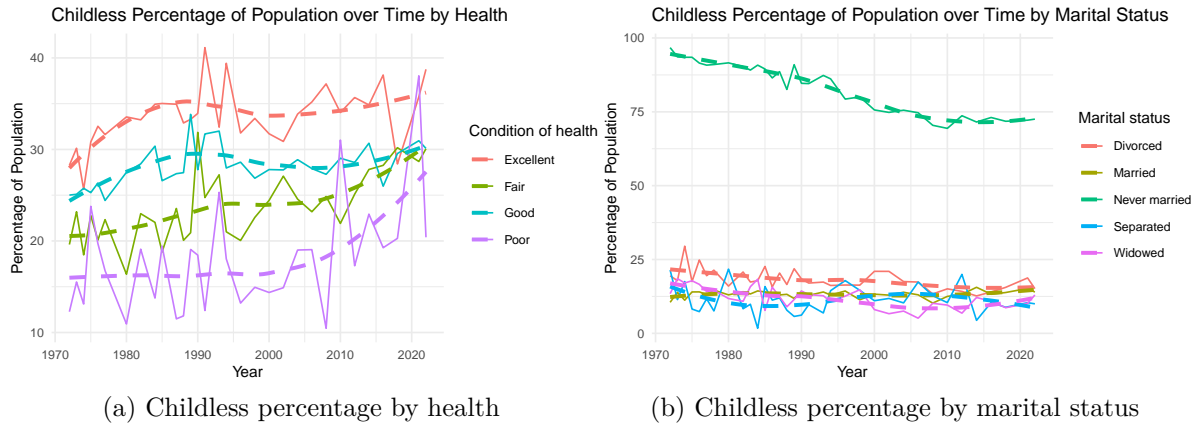 Childless Percentage of Population over Time by Health
40
30
20
10
Percentage of Population
1970
1980
1990
2000
2010
2020
Year
Condition of health
Excellent
Fair
Good
Poor
(a) Childless percentage by health
Childless Percentage of Population over Time by Marital Status
100
75
50
25
0
Percentage of Population
1970
1980
1990
2000
2010
2020
Year
Marital status
Divorced
Married
Never married
Separated
Widowed
(b) Childless percentage by marital status